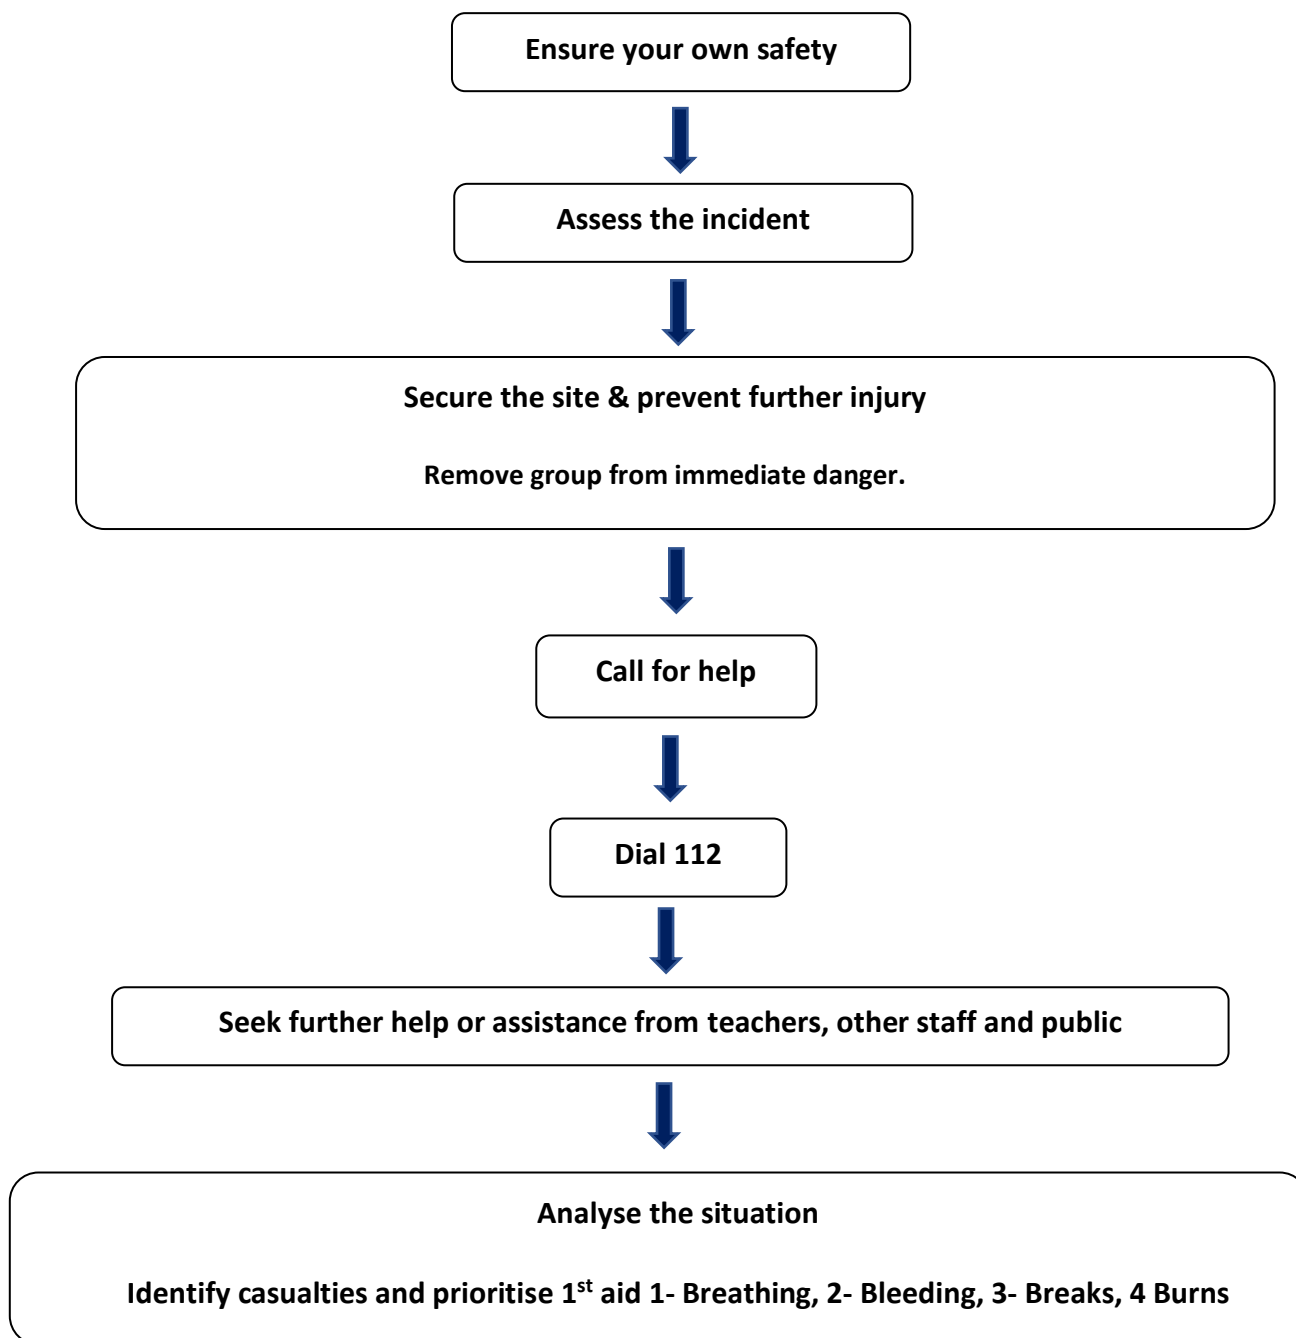 Ensure your own safety
Assess the incident
Secure the site & prevent further injury
Remove group from immediate danger.
Call for help
Dial 112
Seek further help or assistance from teachers, other staff and public
Analyse the situation
Identify casualties and prioritise 1st aid 1- Breathing, 2- Bleeding, 3- Breaks, 4 Burns